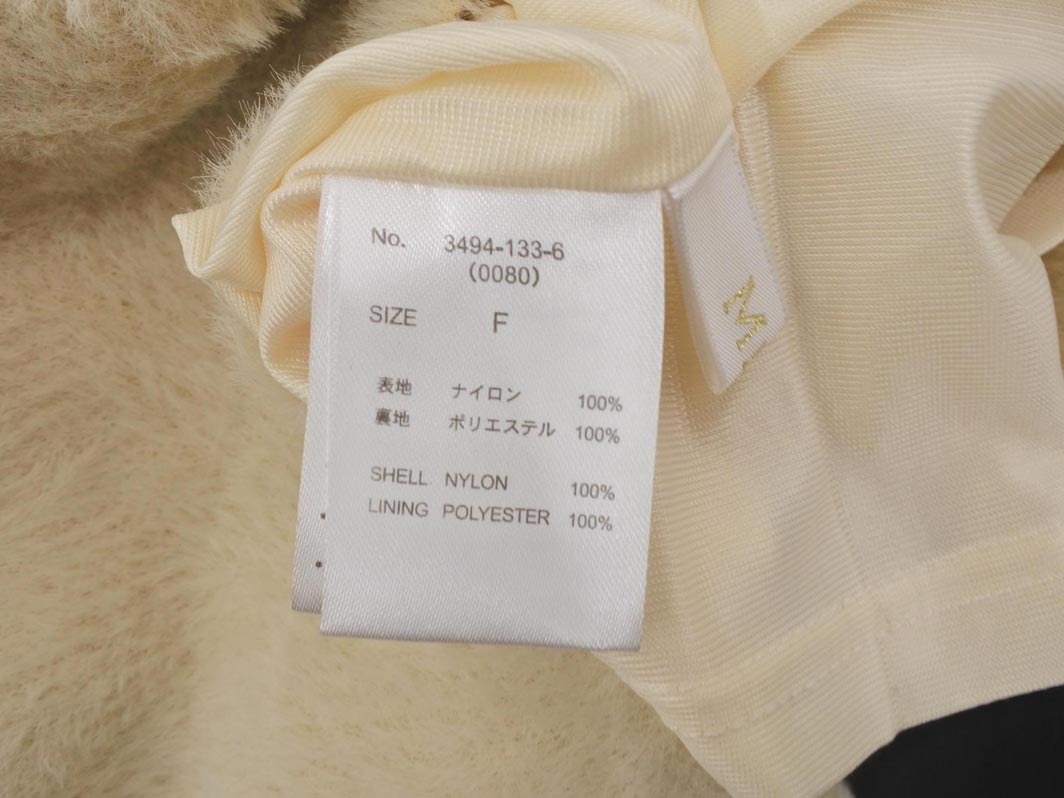 No. 3494-133-6
(0080)
SIZE F
表地 ナイロン 100%
裏地 ポリエステル 100%
SHELL NYLON 100%
LINING POLYESTER 100%
M